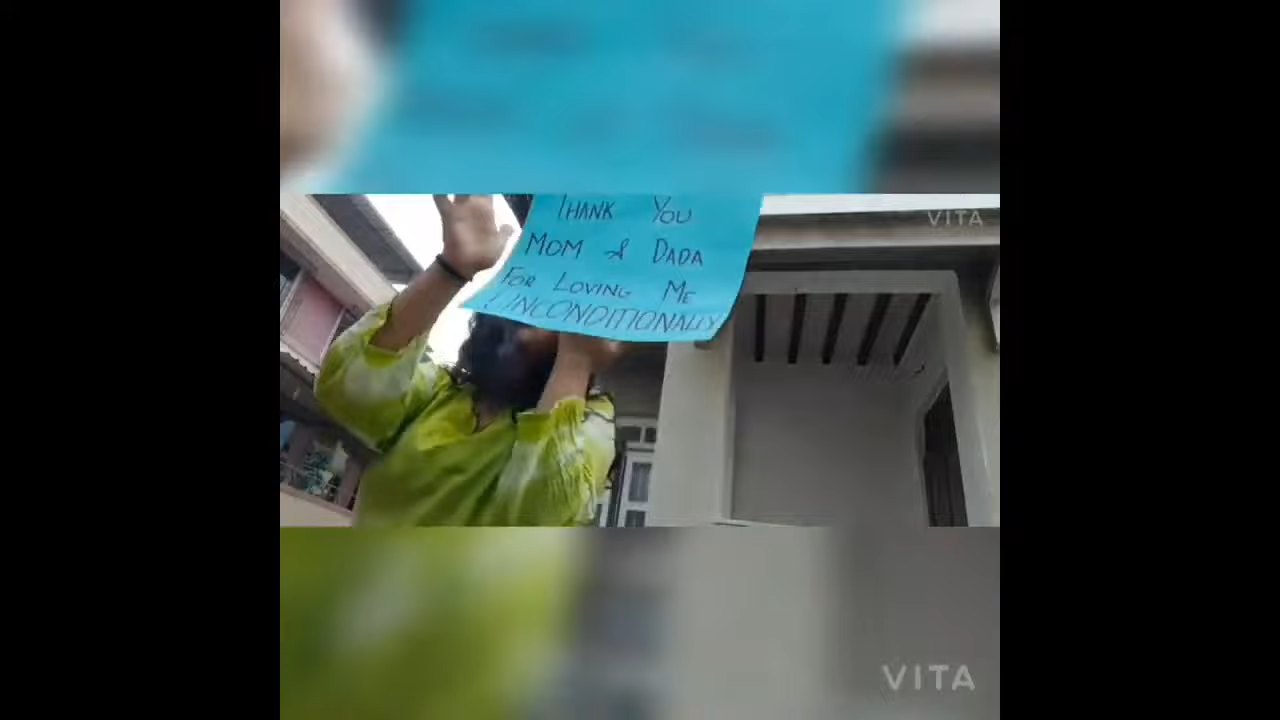 THANK YOU
MOM & DADA
FOR LOVING ME
UNCONDITIONALLY
VITA
VITA